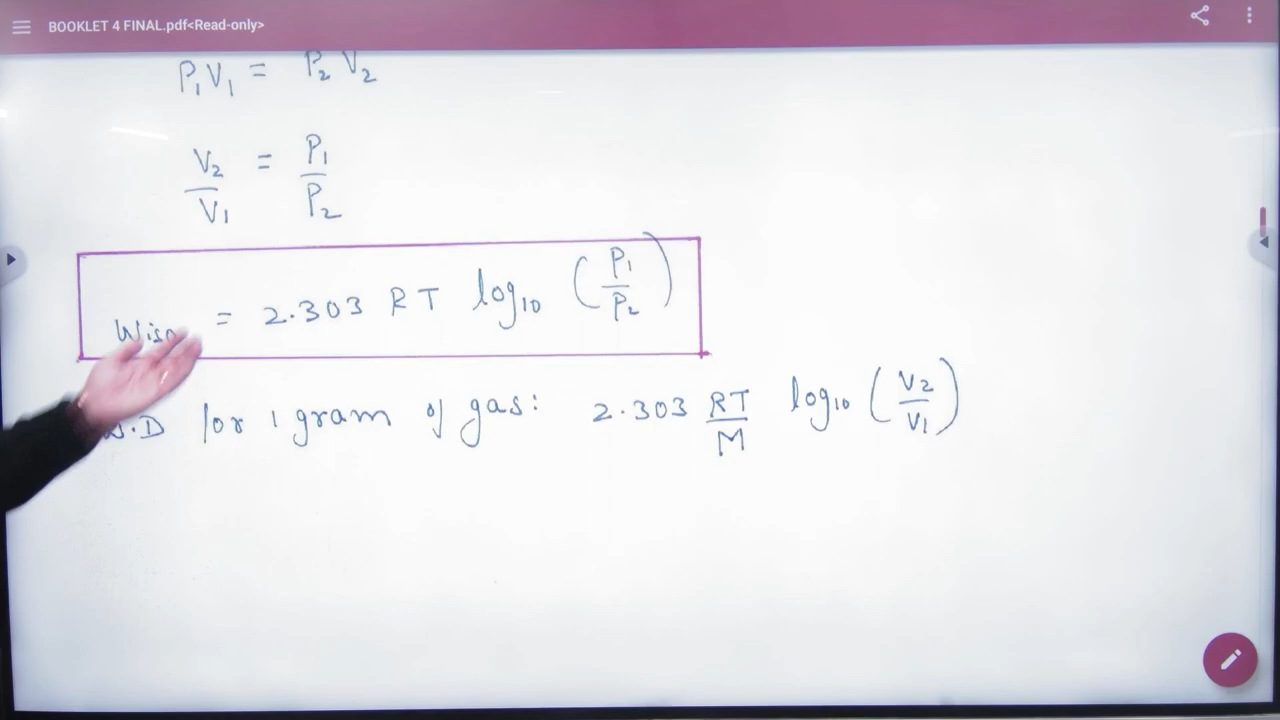 BOOKLET 4 FINAL.pdf<Read-only>
P₁V₁ = P₂V₂
V₂/V₁ = P₁/P₂
= 2.303 RT log₁₀ (P₁/P₂)
for 1 gram of gas: 2.303 RT/M log₁₀ (V₂/V₁)